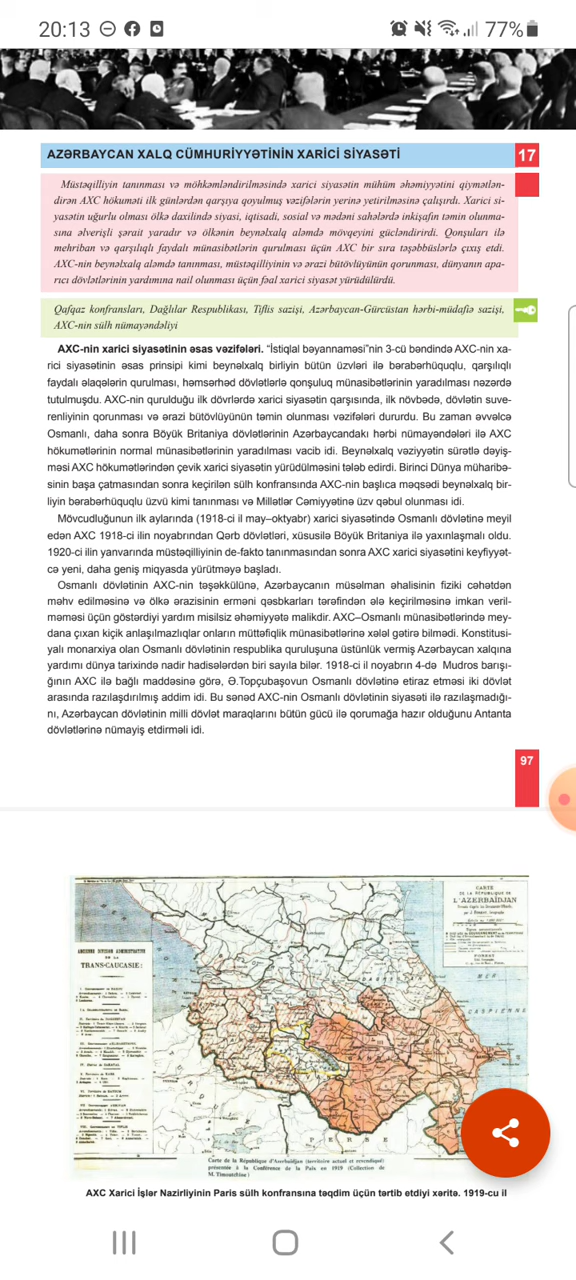 20:13
77%
AZƏRBAYCAN XALQ CÜMHURİYYƏTİNİN XARİCİ SİYASƏTİ
17
Müstəqilliyin tanınması və möhkəmləndirilməsində xarici siyasətin mühüm əhəmiyyətini qiymətlən-
dirən AXC hökuməti ilk günlərdən qarşıya qoyulmuş vəzifələrin yerinə yetirilməsinə çalışırdı. Xarici si-
yasətin uğurlu olması ölkə daxilində siyasi, iqtisadi, sosial və mədəni sahələrdə inkişafın təmin olunma-
sına əlverişli şərait yaradır və ölkənin beynəlxalq aləmdə mövqeyini gücləndirirdi. Qonşuları ilə
mehriban və qarşılıqlı faydalı münasibətlərin qurulması üçün AXC bir sıra təşəbbüslərlə çıxış etdi.
AXC-nin beynəlxalq aləmdə tanınması, müstəqilliyinin və ərazi bütövlüyünün qorunması, dünyanın apa-
rıcı dövlətlərinin yardımına nail olunması üçün fəal xarici siyasət yürüdülürdü.
Qafqaz konfransları, Dağlılar Respublikası, Tiflis sazişi, Azərbaycan-Gürcüstan hərbi-müdafiə sazişi,
AXC-nin sülh nümayəndəliyi
AXC-nin xarici siyasətinin əsas vəzifələri. “İstiqlal bəyannaməsi”nin 3-cü bəndində AXC-nin xa-
rici siyasətinin əsas prinsipi kimi beynəlxalq birliyin bütün üzvləri ilə bərabərhüquqlu, qarşılıqlı
faydalı əlaqələrin qurulması, həmsərhəd dövlətlərlə qonşuluq münasibətlərinin yaradılması nəzərdə
tutulmuşdu. AXC-nin qurulduğu ilk dövrlərdə xarici siyasətin qarşısında, ilk növbədə, dövlətin suve-
renliyinin qorunması və ərazi bütövlüyünün təmin olunması vəzifələri dururdu. Bu zaman əvvəlcə
Osmanlı, daha sonra Böyük Britaniya dövlətlərinin Azərbaycandakı hərbi nümayəndələri ilə AXC
hökumətlərinin normal münasibətlərinin yaradılması vacib idi. Beynəlxalq vəziyyətin sürətlə dəyiş-
məsi AXC hökumətlərindən çevik xarici siyasətin yürüdülməsini tələb edirdi. Birinci Dünya müharibə-
sinin başa çatmasından sonra keçirilən sülh konfransında AXC-nin başlıca məqsədi beynəlxalq bir-
liyin bərabərhüquqlu üzvü kimi tanınması və Millətlər Cəmiyyətinə üzv qəbul olunması idi.
Mövcudluğunun ilk aylarında (1918-ci il may–oktyabr) xarici siyasətində Osmanlı dövlətinə meyil
edən AXC 1918-ci ilin noyabrından Qərb dövlətləri, xüsusilə Böyük Britaniya ilə yaxınlaşmalı oldu.
1920-ci ilin yanvarında müstəqilliyinin de-fakto tanınmasından sonra AXC xarici siyasətini keyfiyyət-
cə yeni, daha geniş miqyasda yürütməyə başladı.
Osmanlı dövlətinin AXC-nin təşəkkülünə, Azərbaycanın müsəlman əhalisinin fiziki cəhətdən
məhv edilməsinə və ölkə ərazisinin erməni qəsbkarları tərəfindən ələ keçirilməsinə imkan veril-
məməsi üçün göstərdiyi yardım misilsiz əhəmiyyətə malikdir. AXC–Osmanlı münasibətlərində mey-
dana çıxan kiçik anlaşılmazlıqlar onların müttəfiqlik münasibətlərinə xələl gətirə bilmədi. Konstitusi-
yalı monarxiya olan Osmanlı dövlətinin respublika quruluşuna üstünlük vermiş Azərbaycan xalqına
yardımı dünya tarixində nadir hadisələrdən biri sayıla bilər. 1918-ci il noyabrın 4-də Mudros barışı-
ğının AXC ilə bağlı maddəsinə görə, Ə.Topçubaşovun Osmanlı dövlətinə etiraz etməsi iki dövlət
arasında razılaşdırılmış addım idi. Bu sənəd AXC-nin Osmanlı dövlətinin siyasəti ilə razılaşmadığı-
nı, Azərbaycan dövlətinin milli dövlət maraqlarını bütün gücü ilə qorumağa hazır olduğunu Antanta
dövlətlərinə nümayiş etdirməli idi.
97
CARTE
DE LA RÉPUBLIQUE DE
L'AZERBAÏDJAN
ANCIENNE DIVISION ADMINISTRATIVE
DE LA
TRANS-CAUCASIE:
MER
CASPIENNE
DAGHESTAN
TURQUIE
PERSE
Carte de la République d'Azerbaïdjan (territoire actuel et revendiqué)
présentée à la Conférence de la Paix en 1919 (Collection de
M. Timoutchine)
AXC Xarici İşlər Nazirliyinin Paris sülh konfransına təqdim üçün tərtib etdiyi xəritə. 1919-cu il